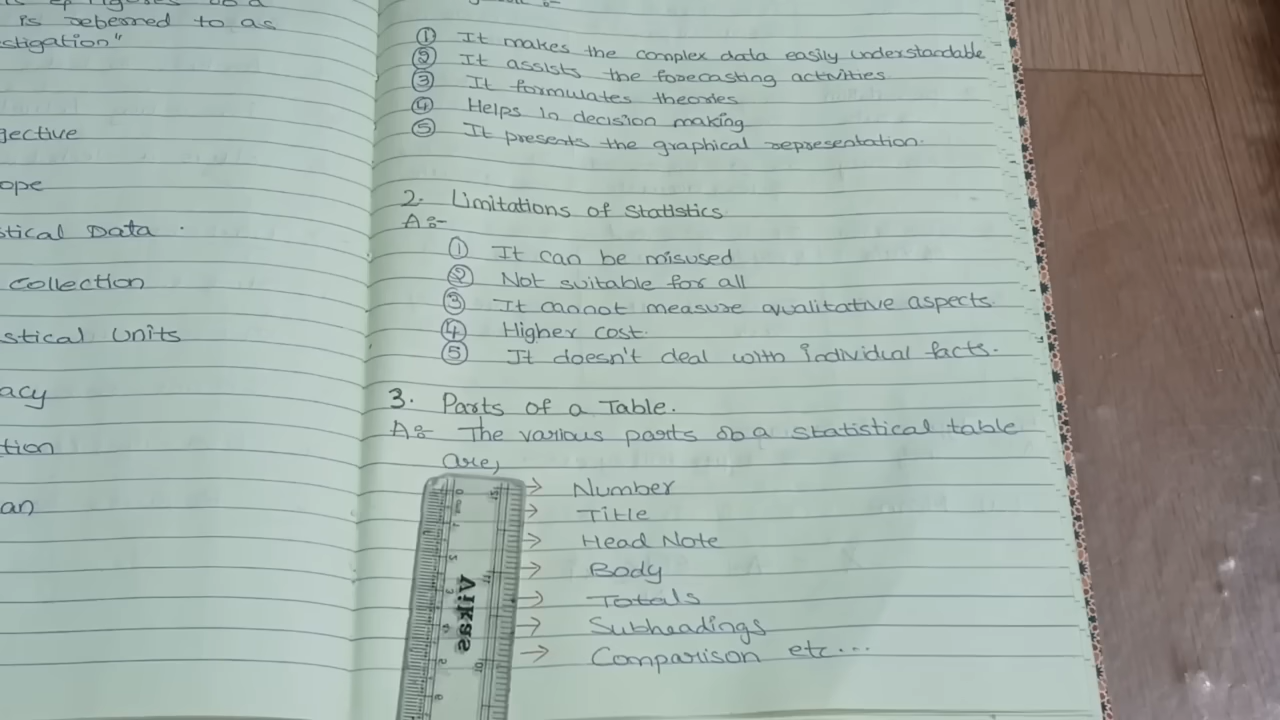 is referred to as
stigation"
jective
ope
stical Data .
collection
stical Units
acy
tion
an
① It makes the complex data easily understandable
② It assists the forecasting activities
③ It formulates theories
④ Helps in decision making
⑤ It presents the graphical representation.
2. Limitations of Statistics
A:-
① It can be misused
② Not suitable for all
③ It cannot measure qualitative aspects.
④ Higher cost.
⑤ It doesn't deal with individual facts.
3. Parts of a Table.
A:- The various parts of a statistical table
are,
→ Number
→ Title
→ Head Note
→ Body
→ Totals
→ Subheadings
→ Comparison etc...
Ajkas